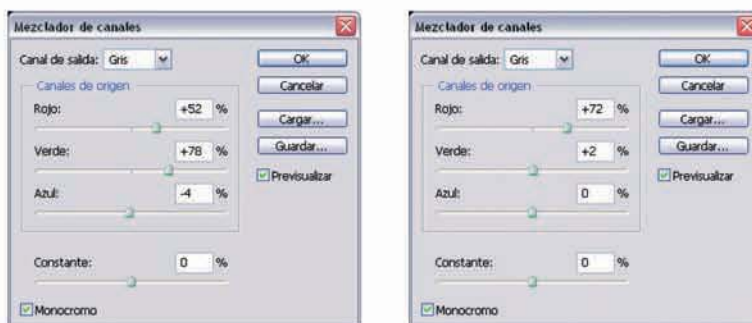 Mezclador de canales
Canal de salida: Gris
OK
Canales de origen
Cancelar
Rojo: +52 %
Cargar...
Verde: +78 %
Guardar...
Previsualizar
Azul: -4 %
Constante: 0 %
Monocromo
Mezclador de canales
Canal de salida: Gris
OK
Canales de origen
Cancelar
Rojo: +72 %
Cargar...
Verde: +2 %
Guardar...
Previsualizar
Azul: 0 %
Constante: 0 %
Monocromo